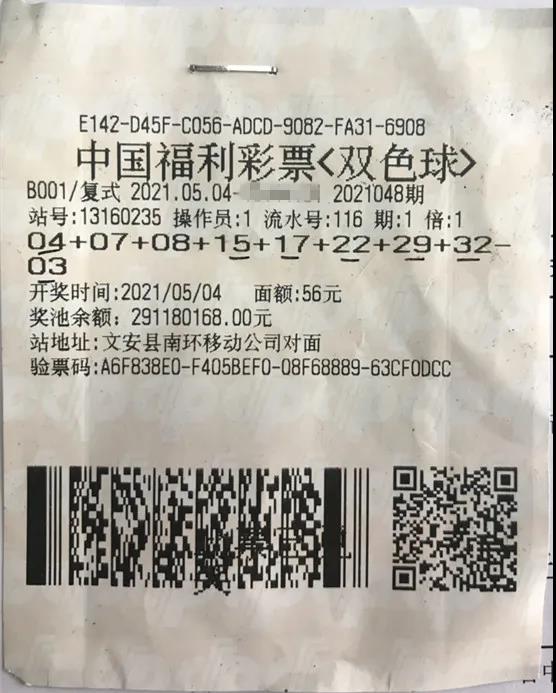 E142-D45F-C056-ADCD-9082-FA31-6908
中国福利彩票<双色球>
B001/复式 2021.05.04- 2021048期
站号:13160235 操作员:1 流水号:116 期:1 倍:1
04+07+08+15+17+22+29+32-
03
开奖时间:2021/05/04 面额:56元
奖池余额: 291180168.00元
站地址:文安县南环移动公司对面
验票码:A6F838E0-F405BEF0-08F68889-63CF0DCC